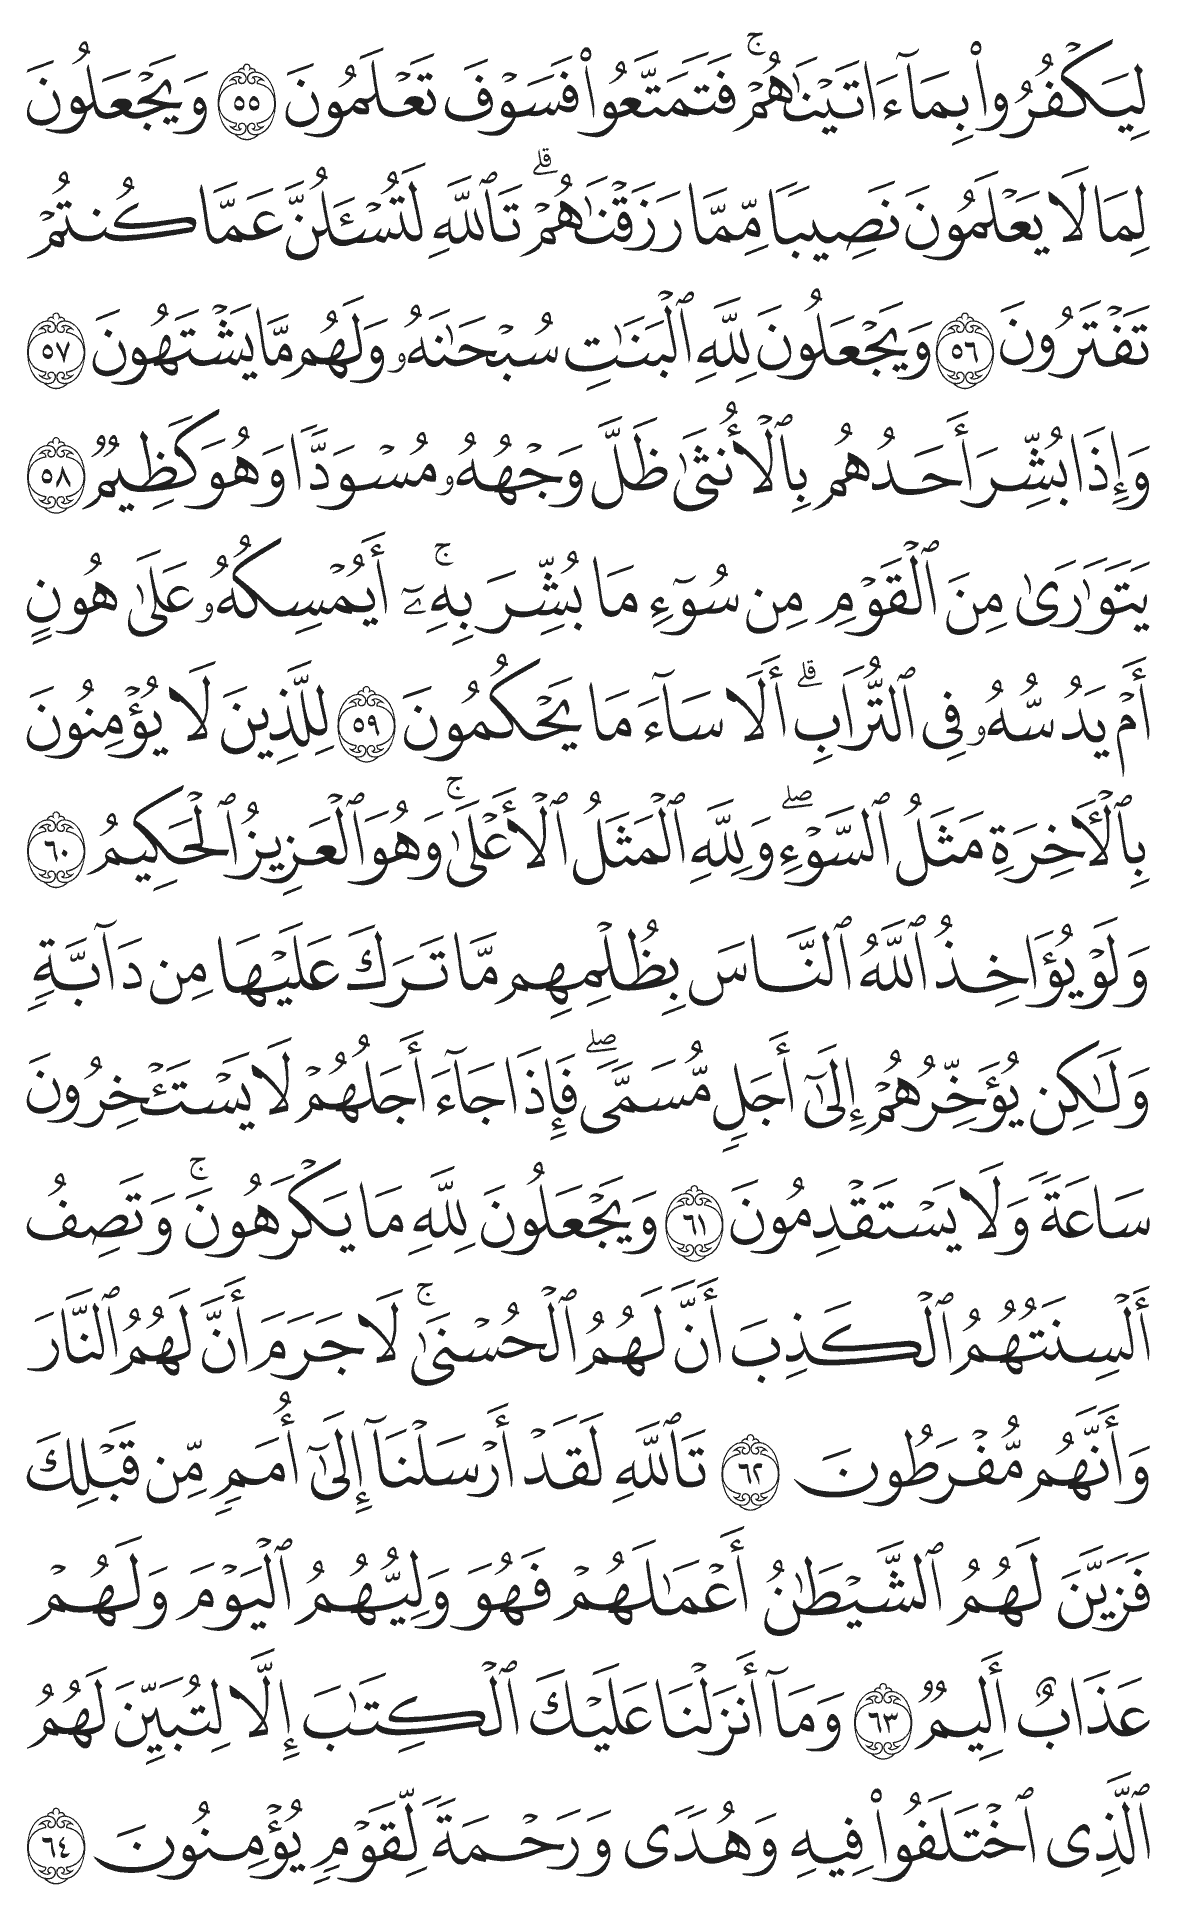 لِيَكْفُرُوا۟ بِمَآ ءَاتَيْنَٰهُمْ ۚ فَتَمَتَّعُوا۟ فَسَوْفَ تَعْلَمُونَ ٥٥ وَيَجْعَلُونَ
لِمَا لَا يَعْلَمُونَ نَصِيبًا مِّمَّا رَزَقْنَٰهُمْ ۗ تَٱللَّهِ لَتُسْـَٔلُنَّ عَمَّا كُنتُمْ
تَفْتَرُونَ ٥٦ وَيَجْعَلُونَ لِلَّهِ ٱلْبَنَٰتِ سُبْحَٰنَهُۥ وَلَهُم مَّا يَشْتَهُونَ ٥٧
وَإِذَا بُشِّرَ أَحَدُهُم بِٱلْأُنثَىٰ ظَلَّ وَجْهُهُۥ مُسْوَدًّا وَهُوَ كَظِيمٌ ٥٨
يَتَوَٰرَىٰ مِنَ ٱلْقَوْمِ مِن سُوٓءِ مَا بُشِّرَ بِهِۦٓ ۚ أَيُمْسِكُهُۥ عَلَىٰ هُونٍ
أَمْ يَدُسُّهُۥ فِى ٱلتُّرَابِ ۗ أَلَا سَآءَ مَا يَحْكُمُونَ ٥٩ لِلَّذِينَ لَا يُؤْمِنُونَ
بِٱلْـَٔاخِرَةِ مَثَلُ ٱلسَّوْءِ ۖ وَلِلَّهِ ٱلْمَثَلُ ٱلْأَعْلَىٰ ۚ وَهُوَ ٱلْعَزِيزُ ٱلْحَكِيمُ ٦٠
وَلَوْ يُؤَاخِذُ ٱللَّهُ ٱلنَّاسَ بِظُلْمِهِم مَّا تَرَكَ عَلَيْهَا مِن دَآبَّةٍ
وَلَٰكِن يُؤَخِّرُهُمْ إِلَىٰٓ أَجَلٍ مُّسَمًّى ۖ فَإِذَا جَآءَ أَجَلُهُمْ لَا يَسْتَـْٔخِرُونَ
سَاعَةً وَلَا يَسْتَقْدِمُونَ ٦١ وَيَجْعَلُونَ لِلَّهِ مَا يَكْرَهُونَ ۚ وَتَصِفُ
أَلْسِنَتُهُمُ ٱلْكَذِبَ أَنَّ لَهُمُ ٱلْحُسْنَىٰ ۚ لَا جَرَمَ أَنَّ لَهُمُ ٱلنَّارَ
وَأَنَّهُم مُّفْرَطُونَ ٦٢ تَٱللَّهِ لَقَدْ أَرْسَلْنَآ إِلَىٰٓ أُمَمٍ مِّن قَبْلِكَ
فَزَيَّنَ لَهُمُ ٱلشَّيْطَٰنُ أَعْمَٰلَهُمْ فَهُوَ وَلِيُّهُمُ ٱلْيَوْمَ وَلَهُمْ
عَذَابٌ أَلِيمٌ ٦٣ وَمَآ أَنزَلْنَا عَلَيْكَ ٱلْكِتَٰبَ إِلَّا لِتُبَيِّنَ لَهُمُ
ٱلَّذِى ٱخْتَلَفُوا۟ فِيهِ وَهُدًى وَرَحْمَةً لِّقَوْمٍ يُؤْمِنُونَ ٦٤